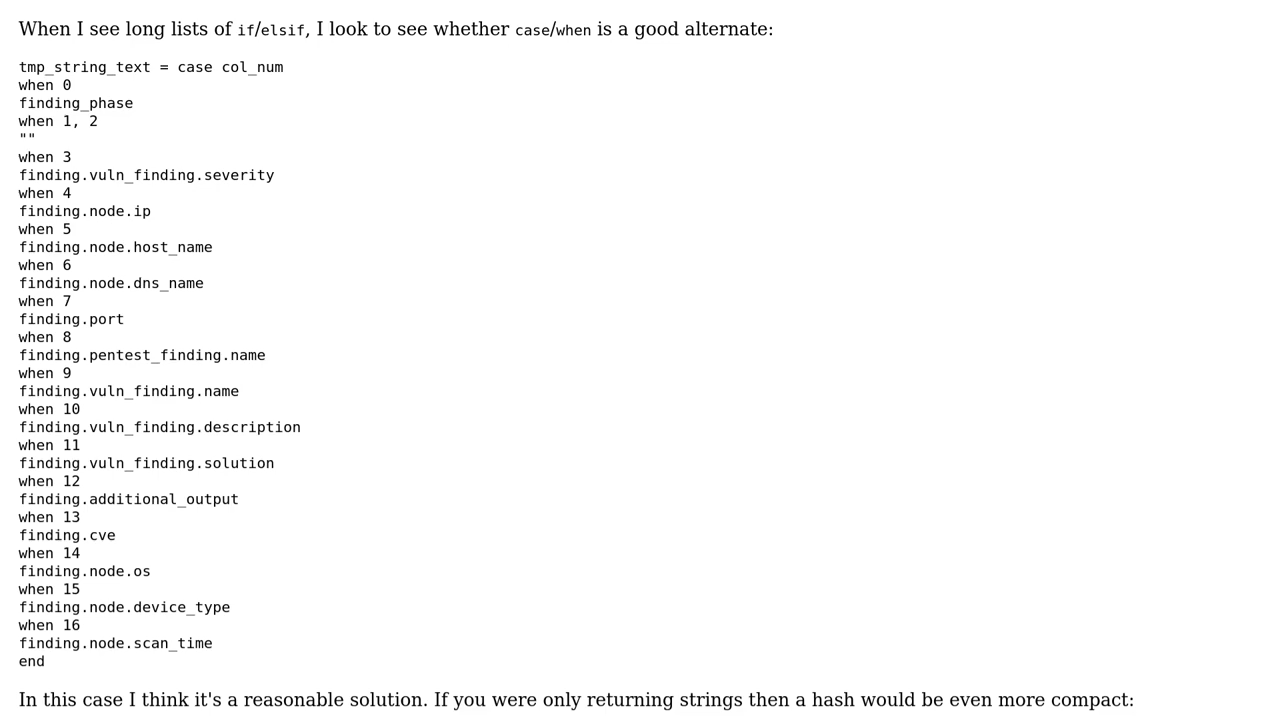 When I see long lists of if/elsif, I look to see whether case/when is a good alternate:
tmp_string_text = case col_num
when 0
finding_phase
when 1, 2
""
when 3
finding.vuln_finding.severity
when 4
finding.node.ip
when 5
finding.node.host_name
when 6
finding.node.dns_name
when 7
finding.port
when 8
finding.pentest_finding.name
when 9
finding.vuln_finding.name
when 10
finding.vuln_finding.description
when 11
finding.vuln_finding.solution
when 12
finding.additional_output
when 13
finding.cve
when 14
finding.node.os
when 15
finding.node.device_type
when 16
finding.node.scan_time
end
In this case I think it's a reasonable solution. If you were only returning strings then a hash would be even more compact: